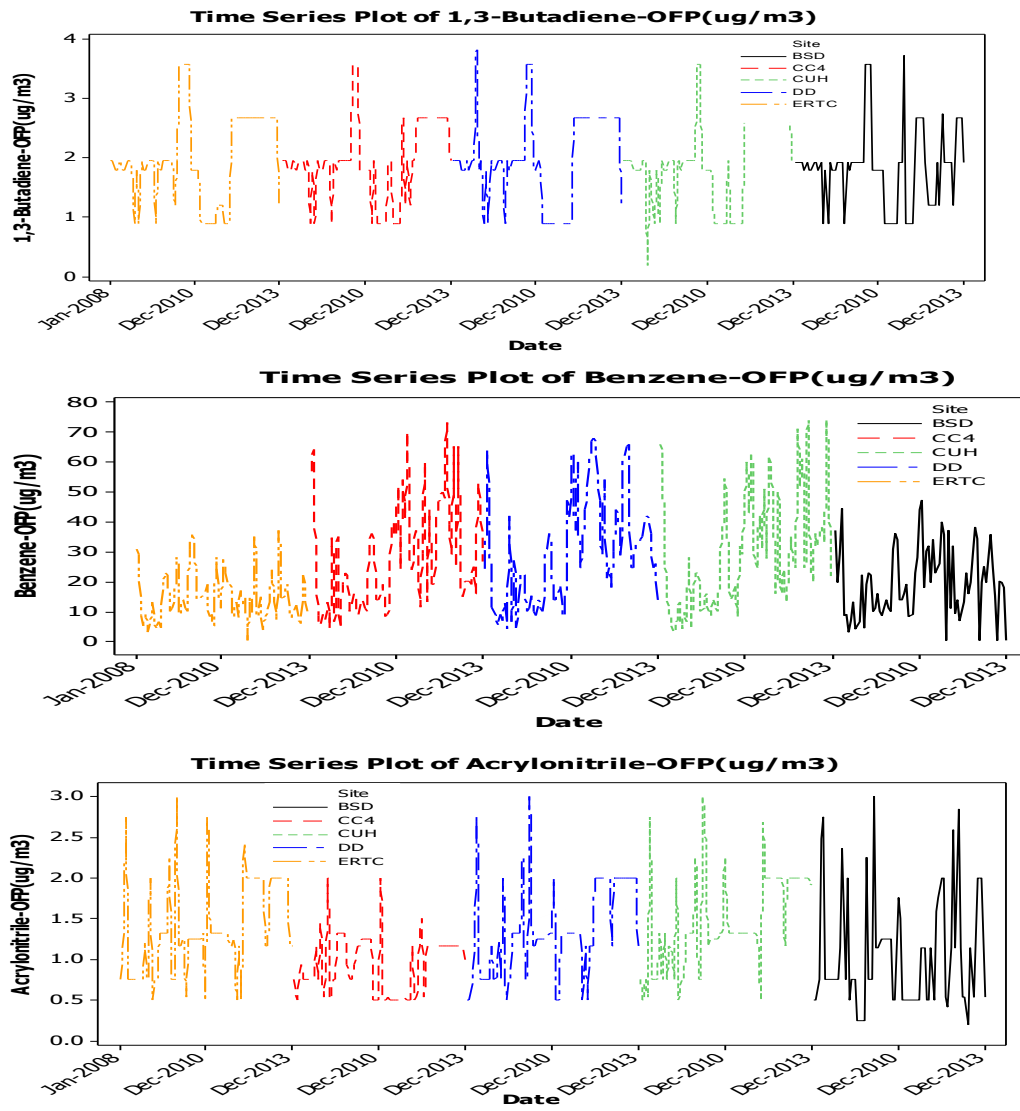 Time Series Plot of 1,3-Butadiene-OFP(ug/m3)
1,3-Butadiene-OFP(ug/m3)
4
3
2
1
0
Site
BSD
CC4
CUH
DD
ERTC
Jan-2008
Dec-2010
Dec-2013
Dec-2010
Dec-2013
Dec-2010
Dec-2013
Dec-2010
Dec-2013
Dec-2010
Dec-2013
Date
Time Series Plot of Benzene-OFP(ug/m3)
Benzene-OFP(ug/m3)
80
70
60
50
40
30
20
10
0
Site
BSD
CC4
CUH
DD
ERTC
Jan-2008
Dec-2010
Dec-2013
Dec-2010
Dec-2013
Dec-2010
Dec-2013
Dec-2010
Dec-2013
Dec-2010
Dec-2013
Date
Time Series Plot of Acrylonitrile-OFP(ug/m3)
Acrylonitrile-OFP(ug/m3)
3.0
2.5
2.0
1.5
1.0
0.5
0.0
Site
BSD
CC4
CUH
DD
ERTC
Jan-2008
Dec-2010
Dec-2013
Dec-2010
Dec-2013
Dec-2010
Dec-2013
Dec-2010
Dec-2013
Dec-2010
Dec-2013
Date